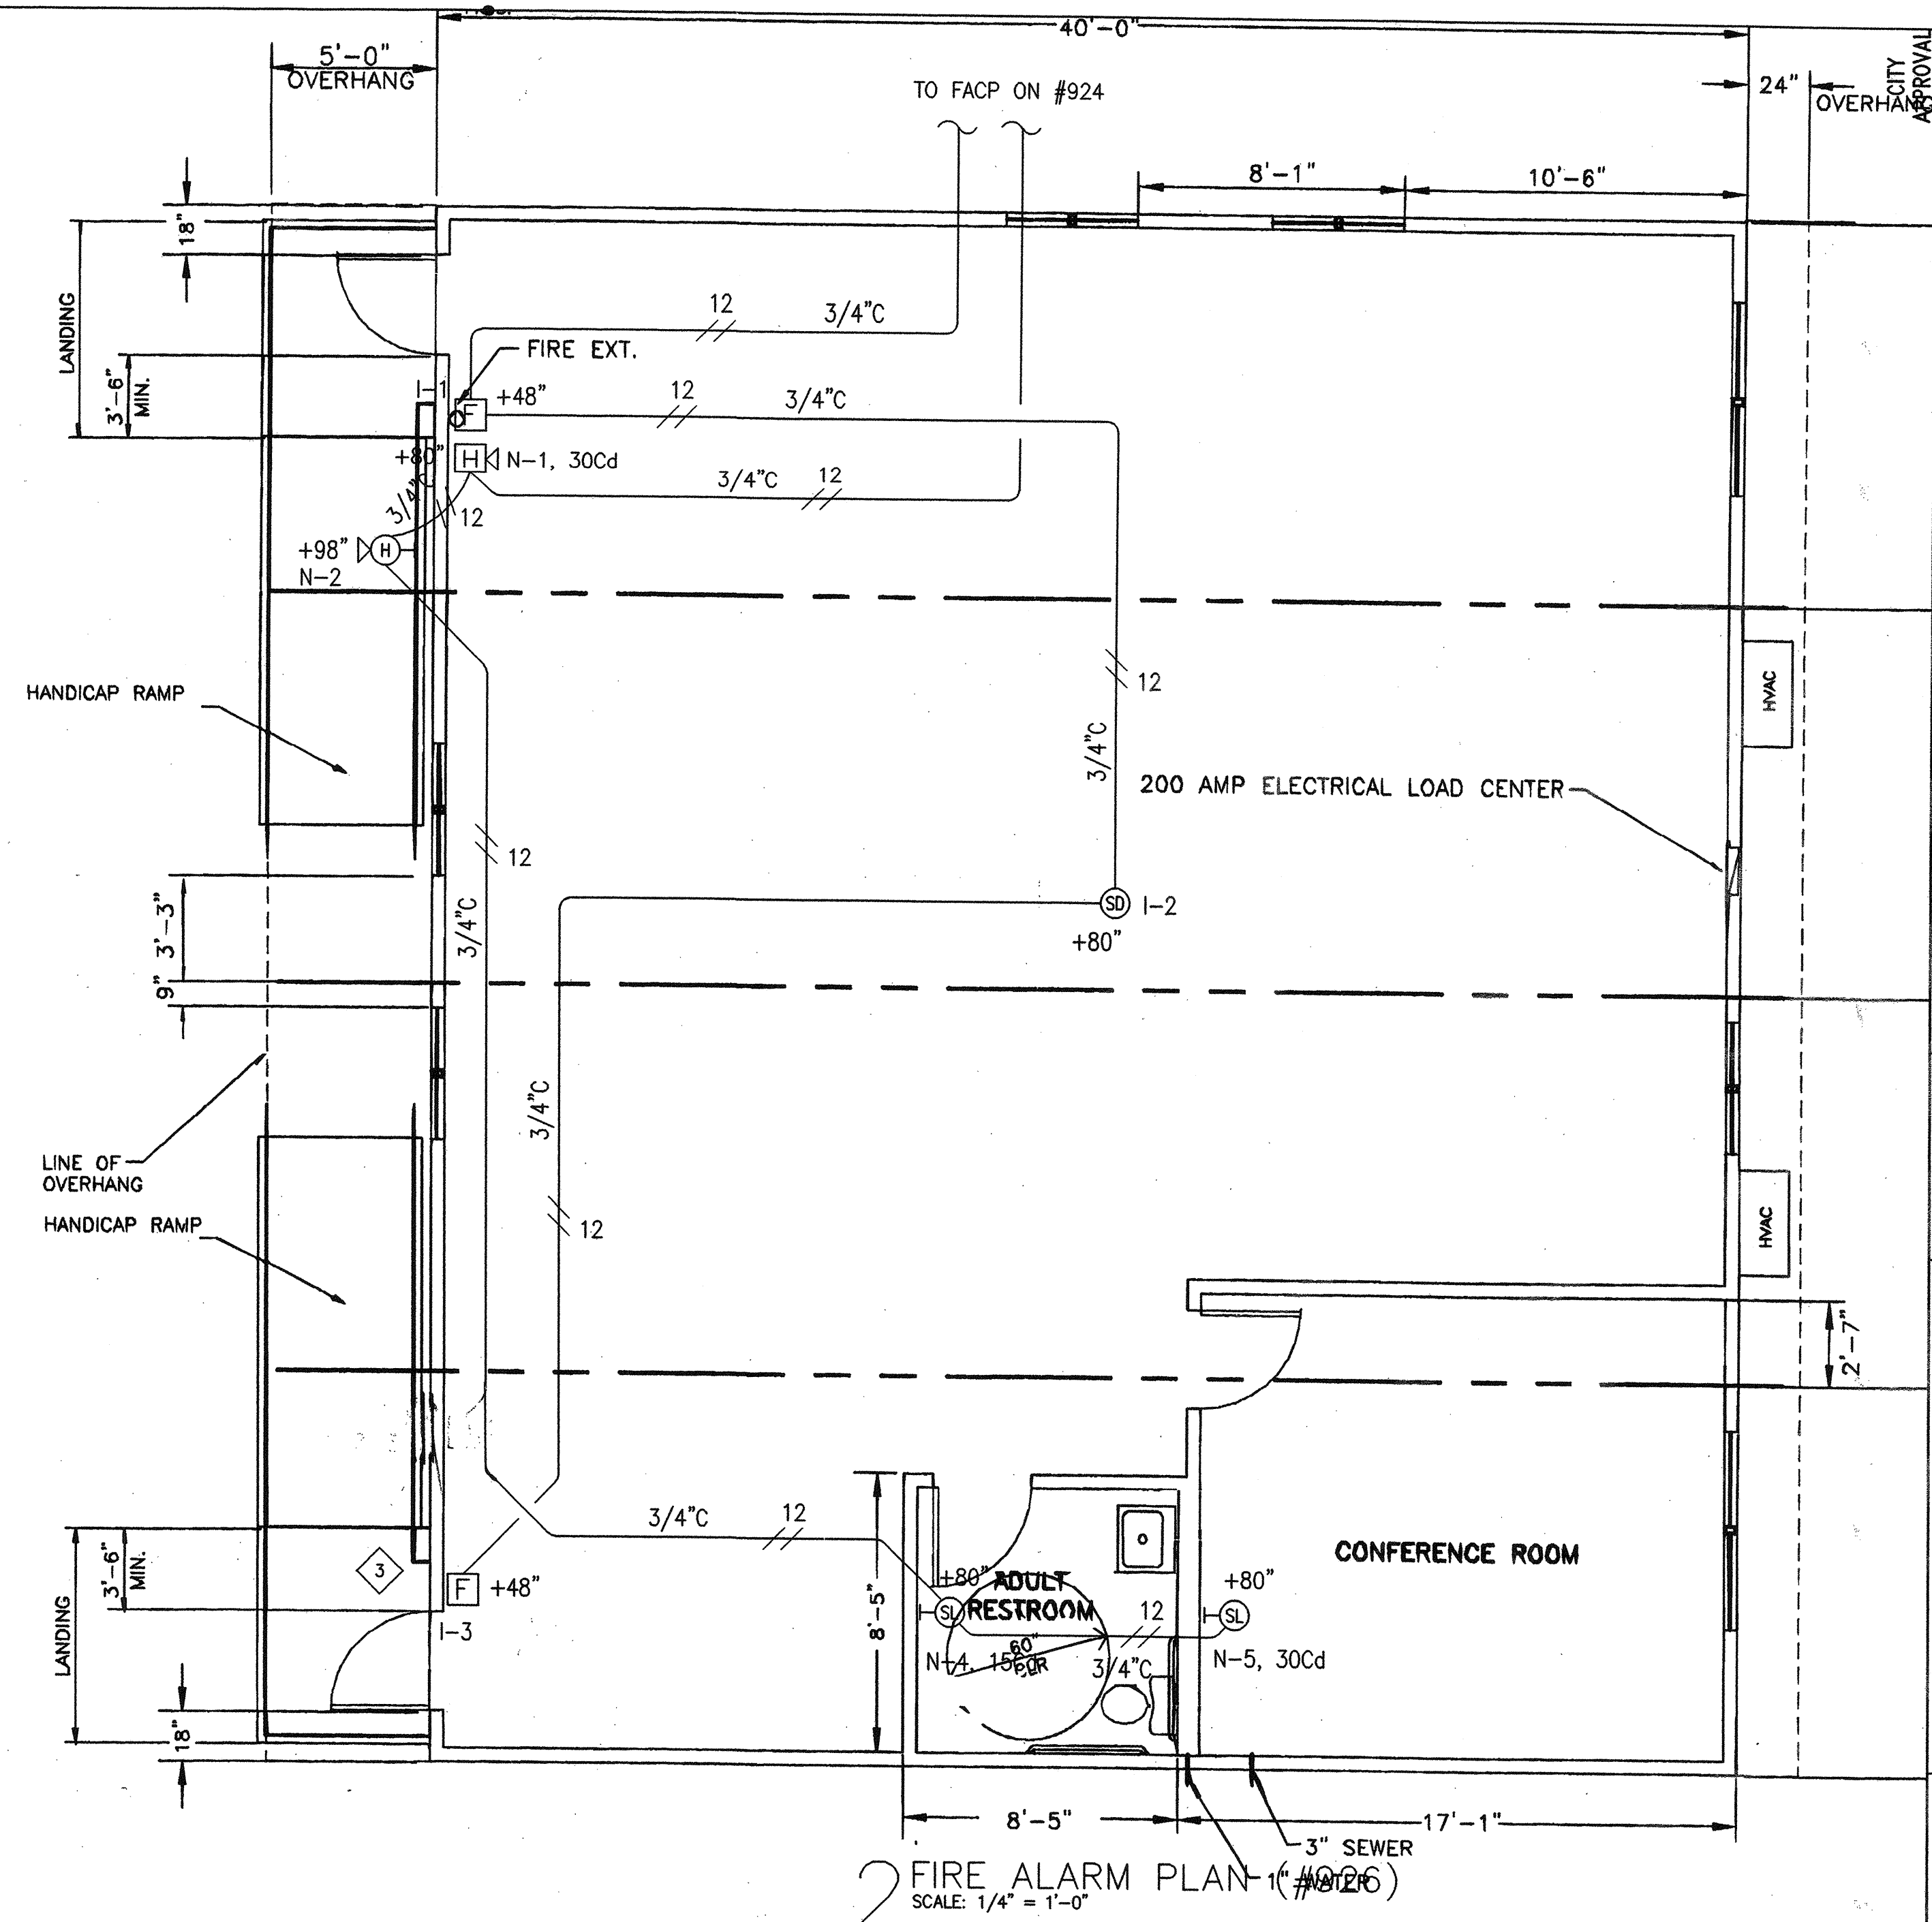 40'-0"
5'-0"
OVERHANG
TO FACP ON #924
24"
OVERHANG
CITY
APPROVAL
8'-1"
10'-6"
18"
LANDING
3'-6"
MIN.
12
3/4"C
FIRE EXT.
I-1
F
+48"
12
3/4"C
+80"
H
N-1, 30Cd
3/4"C
12
3/4"
12
+98"
H
N-2
HANDICAP RAMP
12
3/4"C
HVAC
200 AMP ELECTRICAL LOAD CENTER
12
3/4"C
SD
I-2
+80"
3'-3"
9"
3/4"C
LINE OF
OVERHANG
HANDICAP RAMP
12
HVAC
2'-7"
3/4"C
12
CONFERENCE ROOM
3'-6"
MIN.
3
F
+48"
I-3
LANDING
18"
8'-5"
+80"
ADULT
RESTROOM
SL
60"
12
3/4"C
+80"
SL
N-5, 30Cd
8'-5"
17'-1"
3" SEWER
1" WATER
2
FIRE ALARM PLAN (#926)
SCALE: 1/4" = 1'-0"